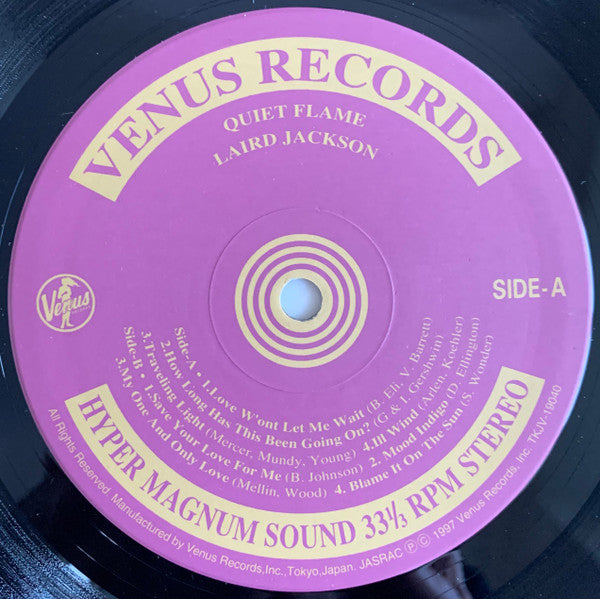 VENUS RECORDS
QUIET FLAME
LAIRD JACKSON
SIDE-A
Venus
Side-A • 1.Love W'ont Let Me Wait (B. Eli, V. Barrett)
2.How Long Has This Been Going On? (G.& I. Gershwin)
3.Traveling Light (Mercer, Mundy, Young) 4.Ill Wind (Arlen, Koehler)
Side-B • 1.Save Your Love For Me (B. Johnson) 2. Mood Indigo (D. Ellington)
3.My One And Only Love (Mellin, Wood) 4. Blame It On The Sun (S. Wonder)
HYPER MAGNUM SOUND 33⅓ RPM STEREO
All Rights Reserved. Manufactured by Venus Records,Inc.,Tokyo,Japan. JASRAC Ⓟ Ⓒ 1997 Venus Records,Inc. TKJV-19040